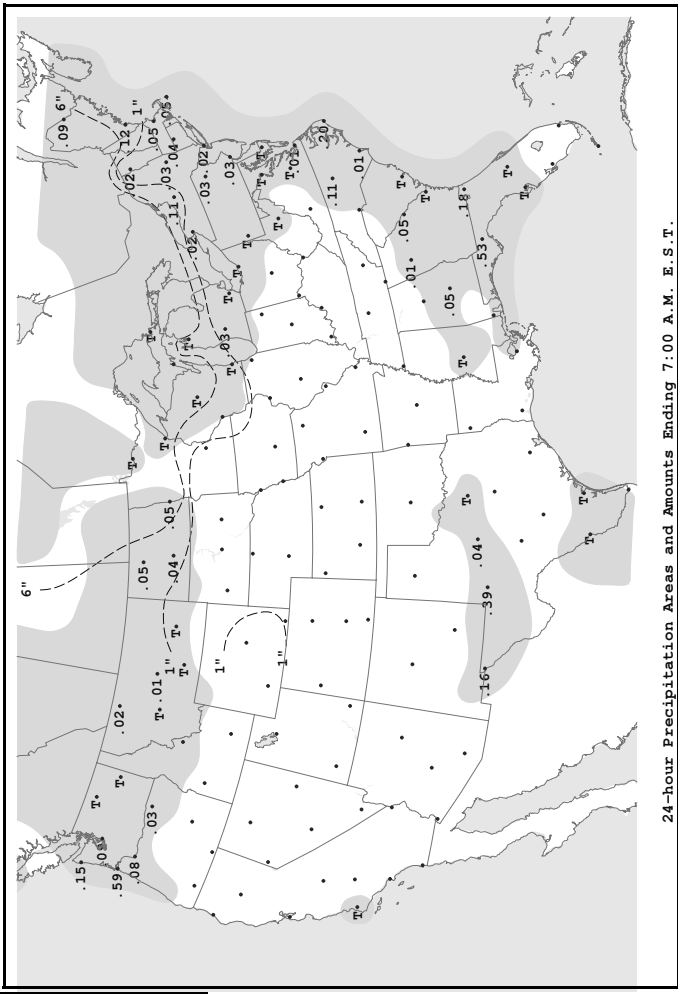 6"
.09
6"
.15
T
.59
.02
T
.12
.02
T
.08
1"
.05
T
.03
.05
.01
T
T
.03
.05
.05
1"
.04
.11
.04
T
T
T
.02
T
.02
.03
1"
.03
T
.03
T
T
T
T
T
T
1"
T
.01
.20
.11
T
.01
T
.05
.01
T
.05
T
.18
T
.04
.53
.16
.39
T
T
T
T
24-hour Precipitation Areas and Amounts Ending 7:00 A.M. E.S.T.